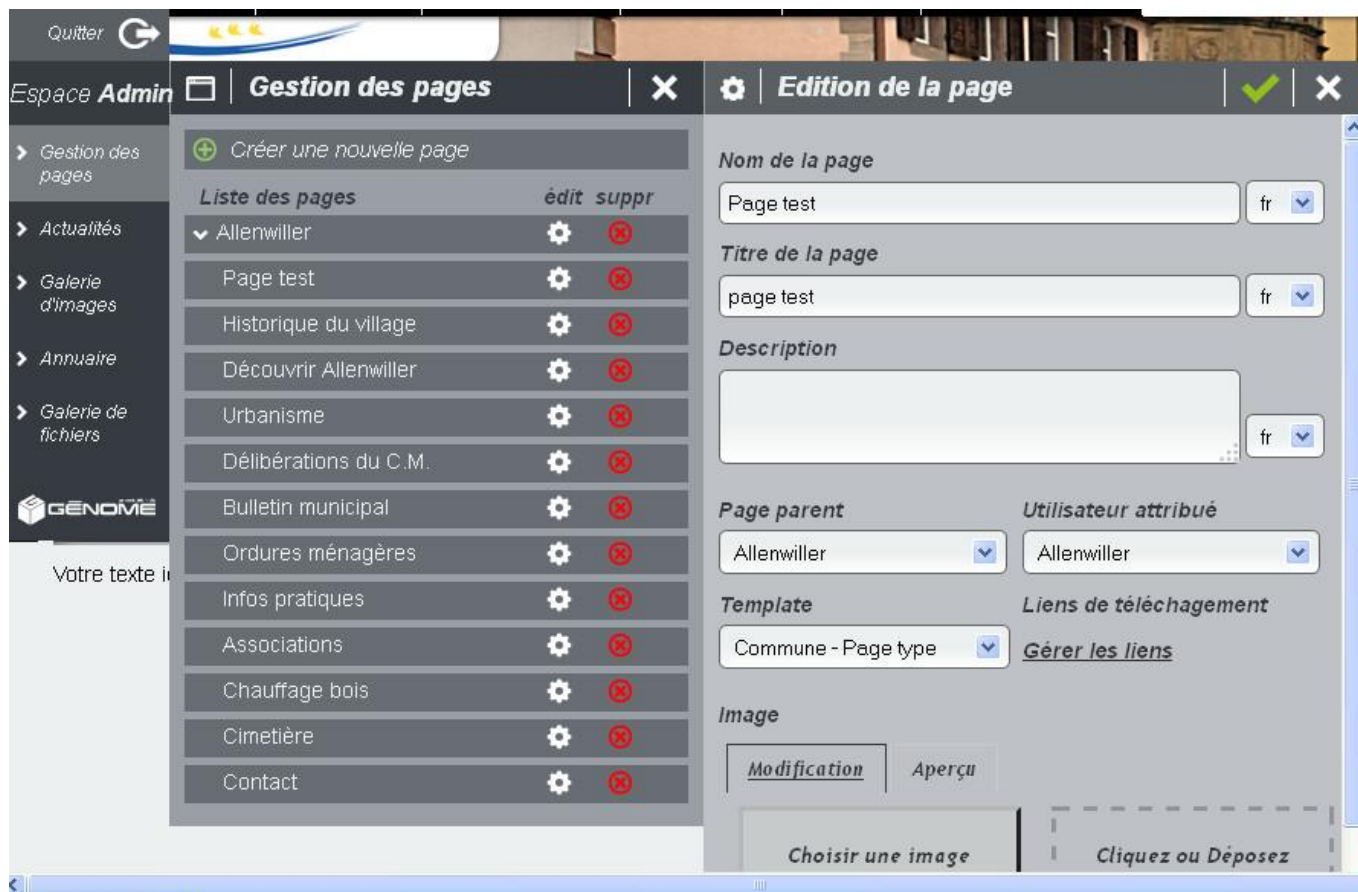 Quitter
Espace Admin
Gestion des
pages
Actualités
Galerie
d'images
Annuaire
Galerie de
fichiers
GENOME
Votre texte i
Gestion des pages
Créer une nouvelle page
Liste des pages édit suppr
Allenwiller
Page test
Historique du village
Découvrir Allenwiller
Urbanisme
Délibérations du C.M.
Bulletin municipal
Ordures ménagères
Infos pratiques
Associations
Chauffage bois
Cimetière
Contact
Edition de la page
Nom de la page
Page test fr
Titre de la page
page test fr
Description
fr
Page parent Utilisateur attribué
Allenwiller Allenwiller
Template Liens de téléchagement
Commune - Page type Gérer les liens
Image
Modification Aperçu
Choisir une image Cliquez ou Déposez